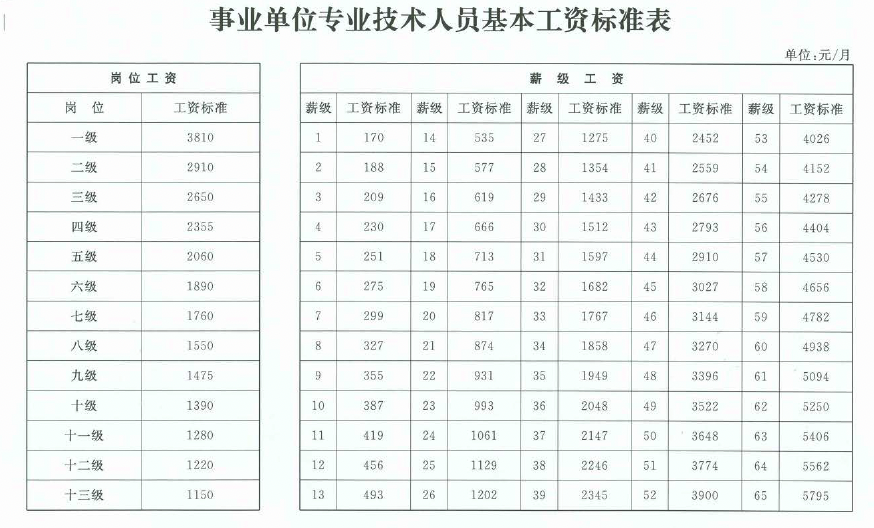 事业单位专业技术人员基本工资标准表
单位:元/月
岗位工资 薪级工资
岗位 工资标准 薪级 工资标准 薪级 工资标准 薪级 工资标准 薪级 工资标准 薪级 工资标准
一级 3810 1 170 14 535 27 1275 40 2452 53 4026
二级 2910 2 188 15 577 28 1354 41 2559 54 4152
三级 2650 3 209 16 619 29 1433 42 2676 55 4278
四级 2355 4 230 17 666 30 1512 43 2793 56 4404
五级 2060 5 251 18 713 31 1597 44 2910 57 4530
六级 1890 6 275 19 765 32 1682 45 3027 58 4656
七级 1760 7 299 20 817 33 1767 46 3144 59 4782
八级 1550 8 327 21 874 34 1858 47 3270 60 4938
九级 1475 9 355 22 931 35 1949 48 3396 61 5094
十级 1390 10 387 23 993 36 2048 49 3522 62 5250
十一级 1280 11 419 24 1061 37 2147 50 3648 63 5406
十二级 1220 12 456 25 1129 38 2246 51 3774 64 5562
十三级 1150 13 493 26 1202 39 2345 52 3900 65 5795